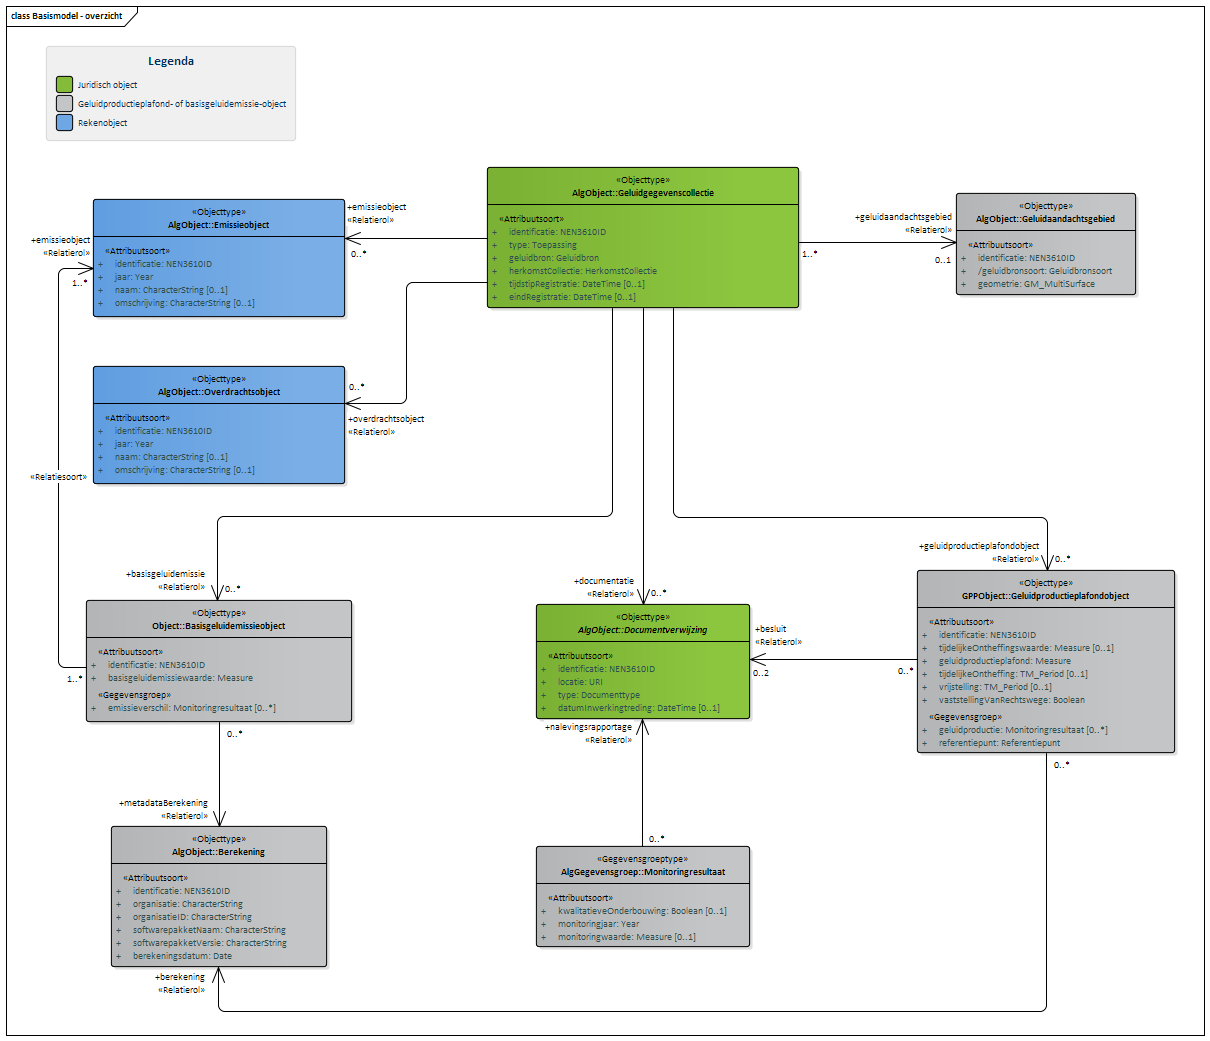 class Basismodel - overzicht
Legenda
Juridisch object
Geluidproductieplafond- of basisgeluidemissie-object
Rekenobject
«Objecttype»
AlgObject::Geluidgegevenscollectie
«Attribuutsoort»
+ identificatie: NEN3610ID
+ type: Toepassing
+ geluidbron: Geluidbron
+ herkomstCollectie: HerkomstCollectie
+ tijdstipRegistratie: DateTime [0..1]
+ eindRegistratie: DateTime [0..1]
+emissieobject
«Relatierol»
0..*
«Objecttype»
AlgObject::Emissieobject
«Attribuutsoort»
+ identificatie: NEN3610ID
+ jaar: Year
+ naam: CharacterString [0..1]
+ omschrijving: CharacterString [0..1]
+emissieobject
«Relatierol»
1..*
+geluidaandachtsgebied
«Relatierol»
1..*
0..1
«Objecttype»
AlgObject::Geluidaandachtsgebied
«Attribuutsoort»
+ identificatie: NEN3610ID
+ /geluidbronsoort: Geluidbronsoort
+ geometrie: GM_MultiSurface
«Objecttype»
AlgObject::Overdrachtsobject
«Attribuutsoort»
+ identificatie: NEN3610ID
+ jaar: Year
+ naam: CharacterString [0..1]
+ omschrijving: CharacterString [0..1]
0..*
+overdrachtsobject
«Relatierol»
«Relatiesoort»
+basisgeluidemissie
«Relatierol»
0..*
«Objecttype»
Object::Basisgeluidemissieobject
«Attribuutsoort»
+ identificatie: NEN3610ID
+ basisgeluidemissiewaarde: Measure
«Gegevensgroep»
+ emissieverschil: Monitoringresultaat [0..*]
1..*
0..*
+documentatie
«Relatierol»
0..*
«Objecttype»
AlgObject::Documentverwijzing
«Attribuutsoort»
+ identificatie: NEN3610ID
+ locatie: URI
+ type: Documenttype
+ datumInwerkingtreding: DateTime [0..1]
+besluit
«Relatierol»
0..2
0..*
+geluidproductieplafondobject
«Relatierol»
0..*
«Objecttype»
GPPObject::Geluidproductieplafondobject
«Attribuutsoort»
+ identificatie: NEN3610ID
+ tijdelijkeOntheffingswaarde: Measure [0..1]
+ geluidproductieplafond: Measure
+ tijdelijkeOntheffing: TM_Period [0..1]
+ vrijstelling: TM_Period [0..1]
+ vaststellingVanRechtswege: Boolean
«Gegevensgroep»
+ geluidproductie: Monitoringresultaat [0..*]
+ referentiepunt: Referentiepunt
0..*
+nalevingsrapportage
«Relatierol»
0..*
«Gegevensgroeptype»
AlgGegevensgroep::Monitoringresultaat
«Attribuutsoort»
+ kwalitatieveOnderbouwing: Boolean [0..1]
+ monitoringjaar: Year
+ monitoringwaarde: Measure [0..1]
+metadataBerekening
«Relatierol»
«Objecttype»
AlgObject::Berekening
«Attribuutsoort»
+ identificatie: NEN3610ID
+ organisatie: CharacterString
+ organisatieID: CharacterString
+ softwarepakketNaam: CharacterString
+ softwarepakketVersie: CharacterString
+ berekeningsdatum: Date
+berekening
«Relatierol»